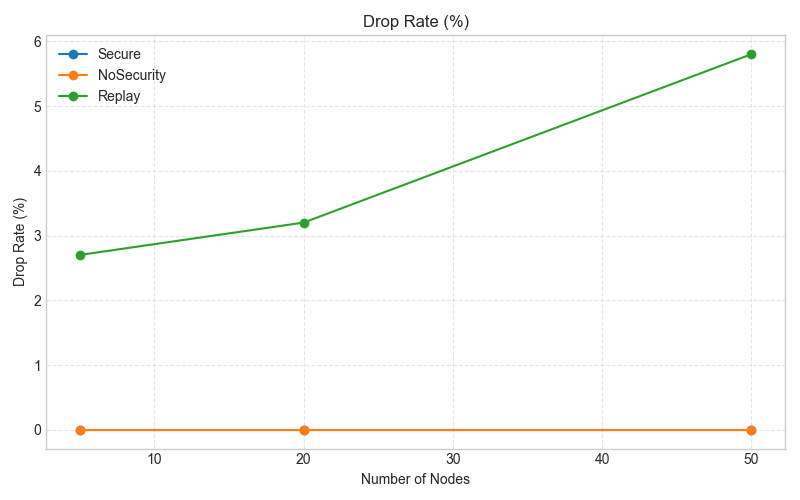 Drop Rate (%)
Secure
NoSecurity
Replay
Drop Rate (%)
6
5
4
3
2
1
0
10 20 30 40 50
Number of Nodes